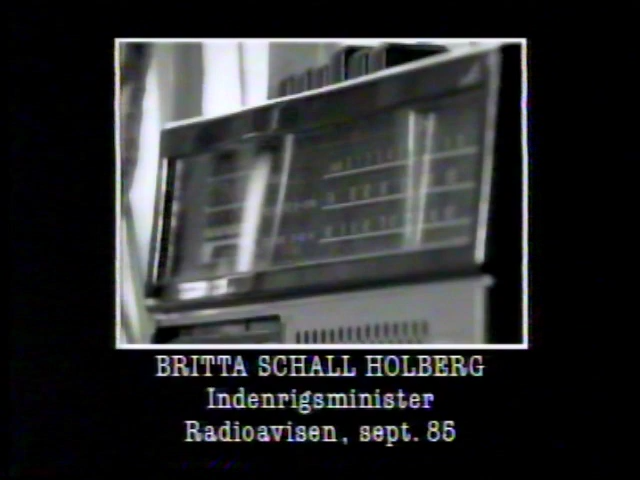 BRITTA SCHALL HOLBERG
Indenrigsminister
Radioavisen, sept. 85